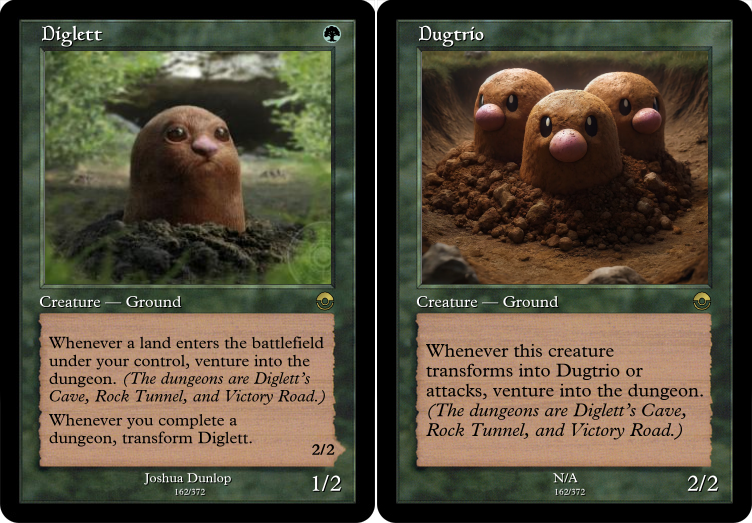 Diglett
Whenever a land enters the battlefield
under your control, venture into the
dungeon. (The dungeons are Diglett's
Cave, Rock Tunnel, and Victory Road.)
Whenever you complete a
dungeon, transform Diglett.
2/2
Creature — Ground
Joshua Dunlop
162/372
1/2
Dugtrio
Creature — Ground
Whenever this creature
transforms into Dugtrio or
attacks, venture into the dungeon.
(The dungeons are Diglett's Cave,
Rock Tunnel, and Victory Road.)
N/A
162/372
2/2